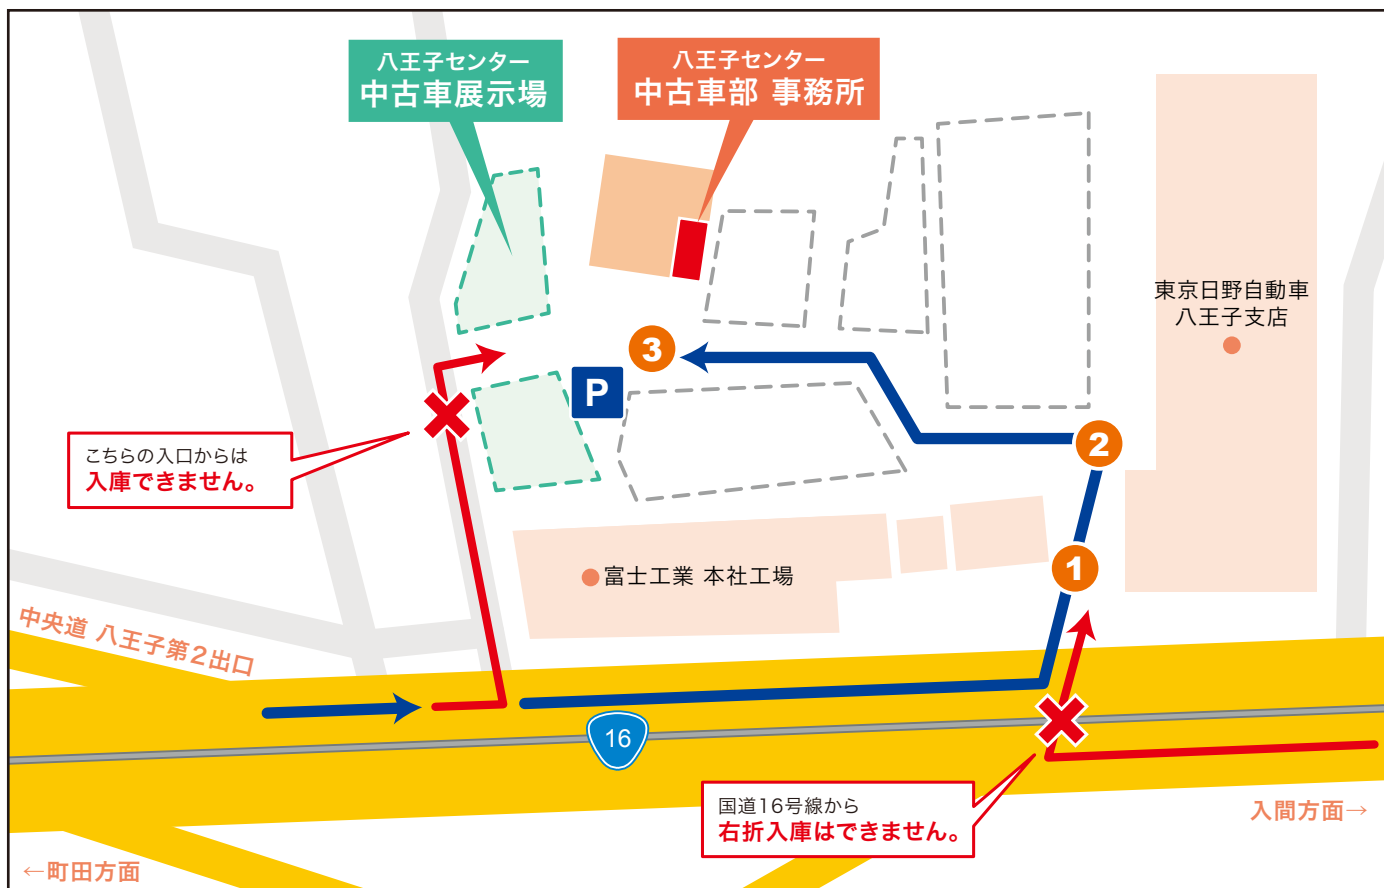 八王子センター
中古車展示場
八王子センター
中古車部 事務所
東京日野自動車
八王子支店
3
P
2
こちらの入口からは
入庫できません。
1
富士工業 本社工場
中央道 八王子第2出口
16
国道16号線から
右折入庫はできません。
入間方面→
←町田方面